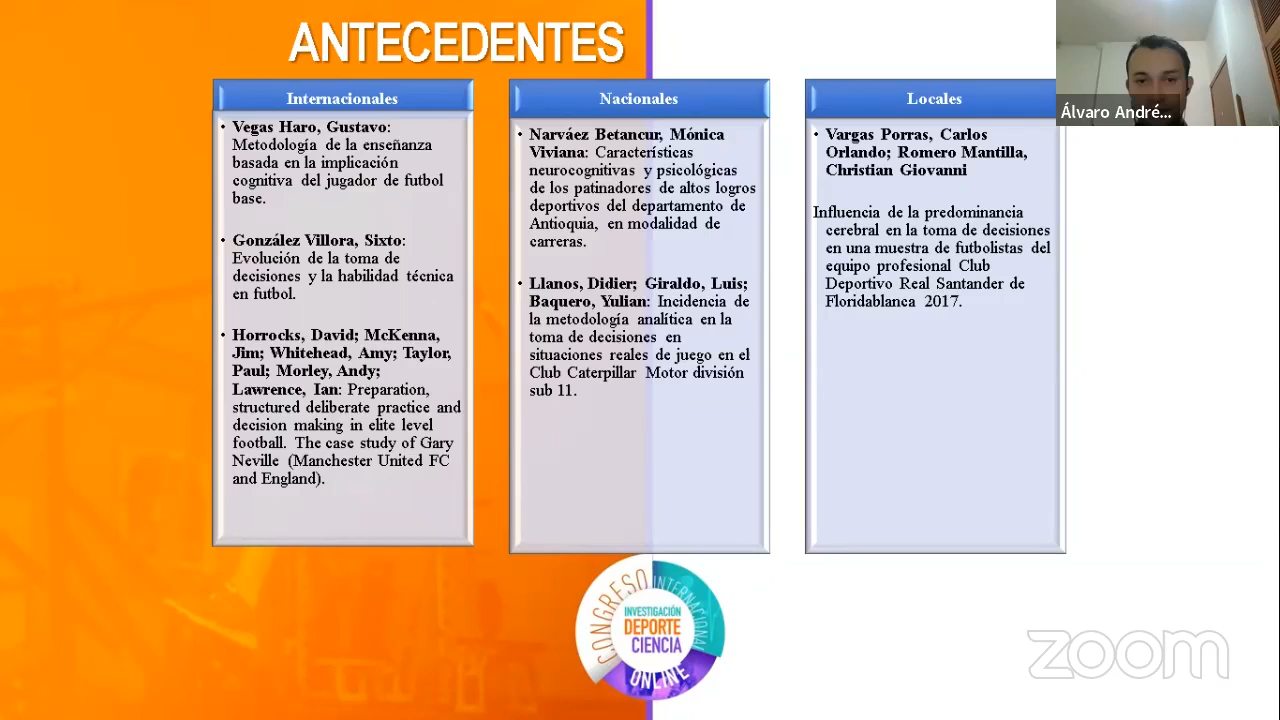 ANTECEDENTES
Internacionales
• Vegas Haro, Gustavo:
Metodología de la enseñanza
basada en la implicación
cognitiva del jugador de futbol
base.
• González Villora, Sixto:
Evolución de la toma de
decisiones y la habilidad técnica
en futbol.
• Horrocks, David; McKenna,
Jim; Whitehead, Amy; Taylor,
Paul; Morley, Andy;
Lawrence, Ian: Preparation,
structured deliberate practice and
decision making in elite level
football. The case study of Gary
Neville (Manchester United FC
and England).
Nacionales
• Narváez Betancur, Mónica
Viviana: Características
neurocognitivas y psicológicas
de los patinadores de altos logros
deportivos del departamento de
Antioquia, en modalidad de
carreras.
• Llanos, Didier; Giraldo, Luis;
Baquero, Yulian: Incidencia de
la metodología analítica en la
toma de decisiones en
situaciones reales de juego en el
Club Caterpillar Motor división
sub 11.
Locales
• Vargas Porras, Carlos
Orlando; Romero Mantilla,
Christian Giovanni
Influencia de la predominancia
cerebral en la toma de decisiones
en una muestra de futbolistas del
equipo profesional Club
Deportivo Real Santander de
Floridablanca 2017.
Álvaro André...
CONGRESO INTERNACIONAL
INVESTIGACIÓN
DEPORTE
CIENCIA
ONLINE
zoom